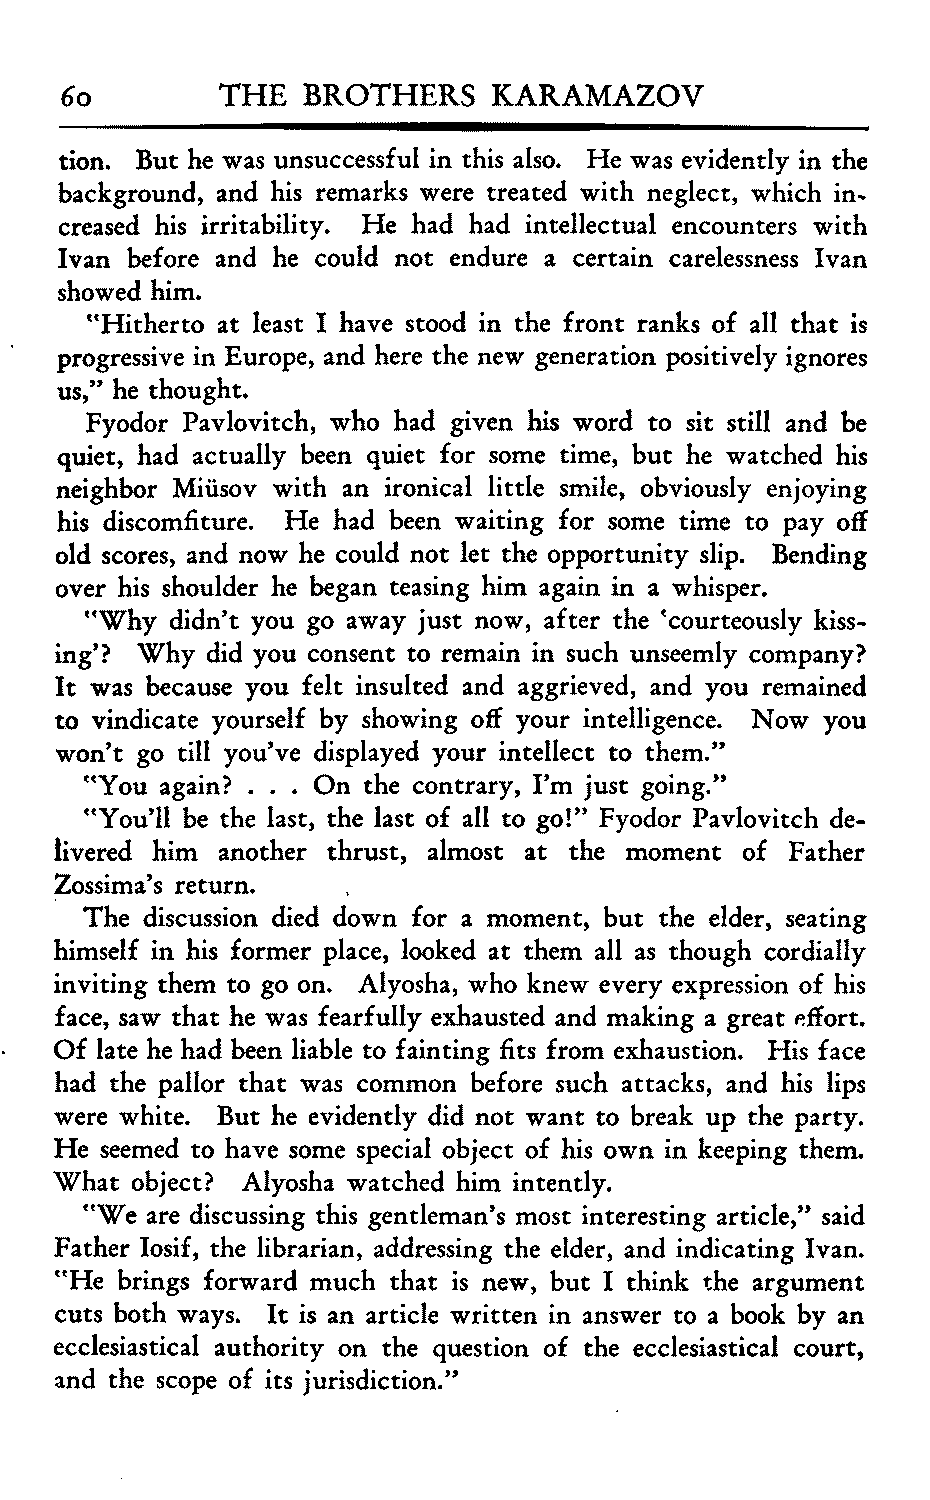 60 THE BROTHERS KARAMAZOV
tion. But he was unsuccessful in this also. He was evidently in the
background, and his remarks were treated with neglect, which in-
creased his irritability. He had had intellectual encounters with
Ivan before and he could not endure a certain carelessness Ivan
showed him.
"Hitherto at least I have stood in the front ranks of all that is
progressive in Europe, and here the new generation positively ignores
us," he thought.
Fyodor Pavlovitch, who had given his word to sit still and be
quiet, had actually been quiet for some time, but he watched his
neighbor Miüsov with an ironical little smile, obviously enjoying
his discomfiture. He had been waiting for some time to pay off
old scores, and now he could not let the opportunity slip. Bending
over his shoulder he began teasing him again in a whisper.
"Why didn't you go away just now, after the 'courteously kiss-
ing'? Why did you consent to remain in such unseemly company?
It was because you felt insulted and aggrieved, and you remained
to vindicate yourself by showing off your intelligence. Now you
won't go till you've displayed your intellect to them."
"You again? . . . On the contrary, I'm just going."
"You'll be the last, the last of all to go!" Fyodor Pavlovitch de-
livered him another thrust, almost at the moment of Father
Zossima's return.
The discussion died down for a moment, but the elder, seating
himself in his former place, looked at them all as though cordially
inviting them to go on. Alyosha, who knew every expression of his
face, saw that he was fearfully exhausted and making a great effort.
Of late he had been liable to fainting fits from exhaustion. His face
had the pallor that was common before such attacks, and his lips
were white. But he evidently did not want to break up the party.
He seemed to have some special object of his own in keeping them.
What object? Alyosha watched him intently.
"We are discussing this gentleman's most interesting article," said
Father Iosif, the librarian, addressing the elder, and indicating Ivan.
"He brings forward much that is new, but I think the argument
cuts both ways. It is an article written in answer to a book by an
ecclesiastical authority on the question of the ecclesiastical court,
and the scope of its jurisdiction."